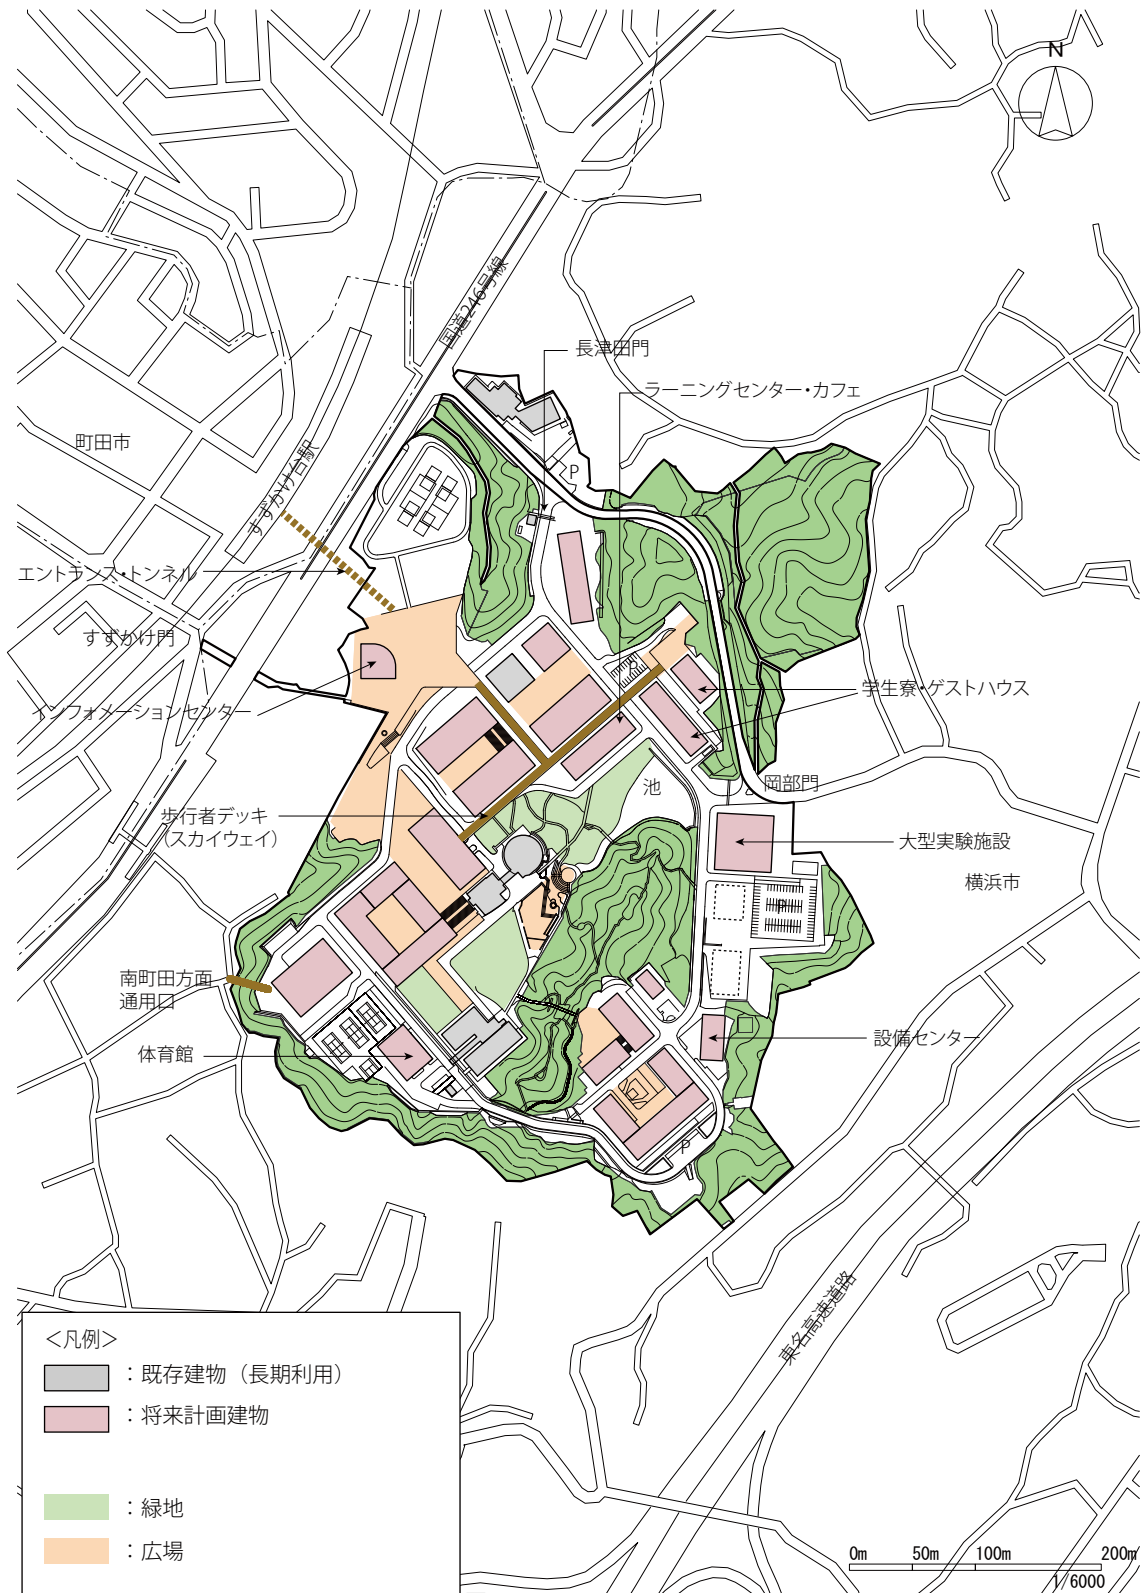 N
国道246号線
長津田門
ラーニングセンター・カフェ
町田市
すずかけ台駅
P
エントランス・トンネル
すずかけ門
P
学生寮・ゲストハウス
インフォメーションセンター
池
岡部門
歩行者デッキ
（スカイウェイ）
大型実験施設
横浜市
P
南町田方面
通用口
体育館
設備センター
P
東名高速道路
＜凡例＞
：既存建物（長期利用）
：将来計画建物
：緑地
：広場
0m 50m 100m 200m
1/6000